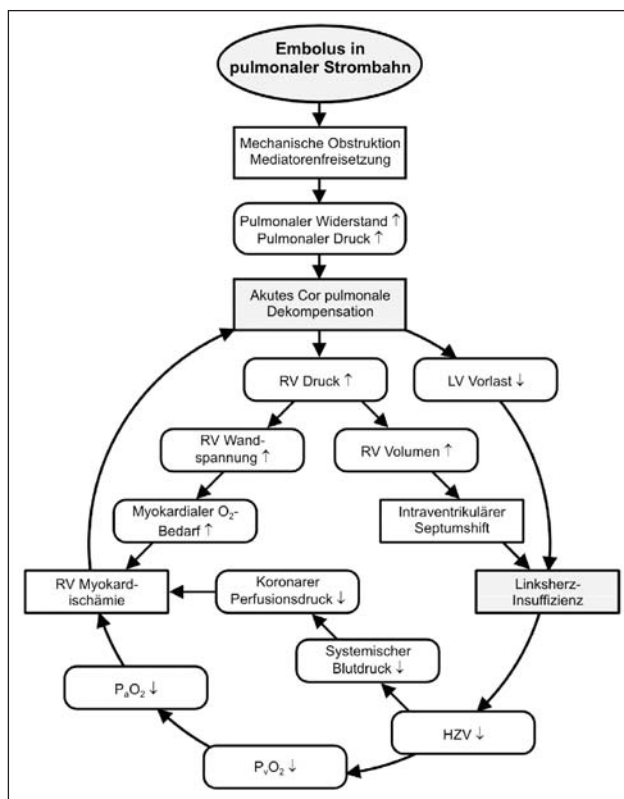 Embolus in
pulmonaler Strombahn
Mechanische Obstruktion
Mediatorenfreisetzung
Pulmonaler Widerstand ↑
Pulmonaler Druck ↑
Akutes Cor pulmonale
Dekompensation
RV Druck ↑
LV Vorlast ↓
RV Wand-
spannung ↑
RV Volumen ↑
Myokardialer O₂-
Bedarf ↑
Intraventrikulärer
Septumshift
RV Myokard-
ischämie
Koronarer
Perfusionsdruck ↓
Linksherz-
Insuffizienz
Systemischer
Blutdruck ↓
PₐO₂ ↓
HZV ↓
PᵥO₂ ↓